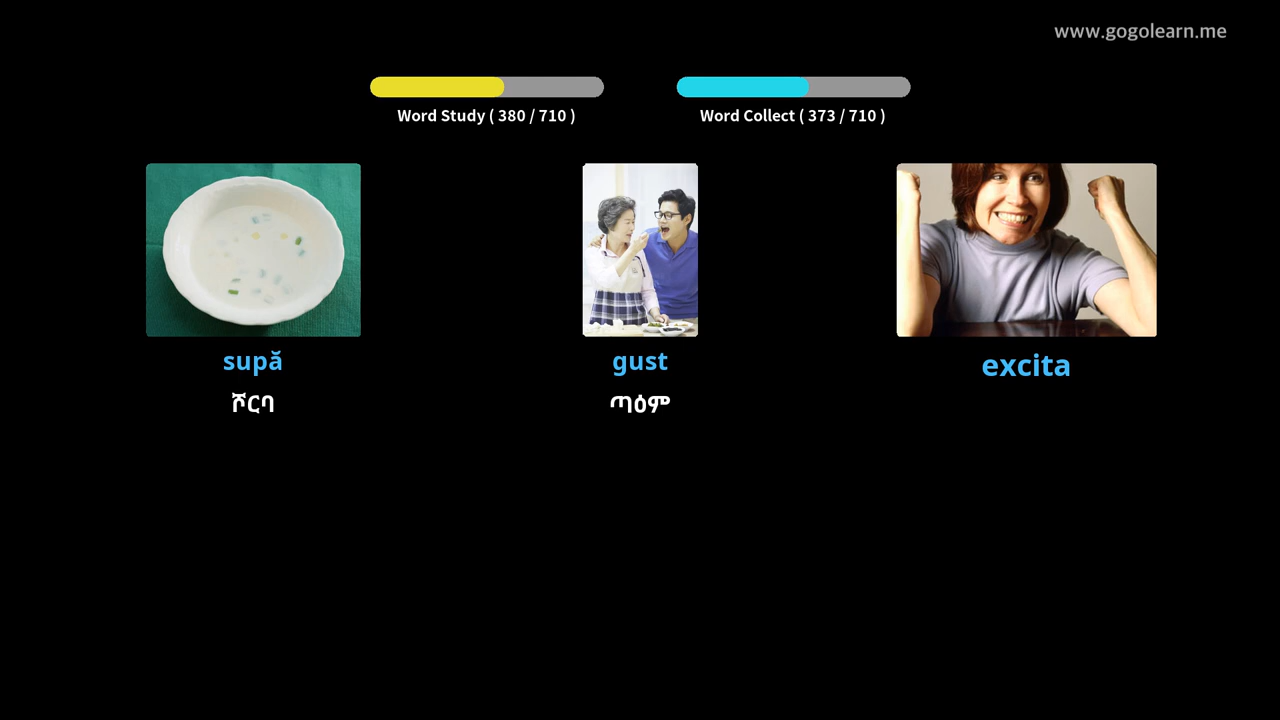 www.gogolearn.me
Word Study ( 380 / 710 )
Word Collect ( 373 / 710 )
supă
gust
excita
ሾርባ
ጣዕም